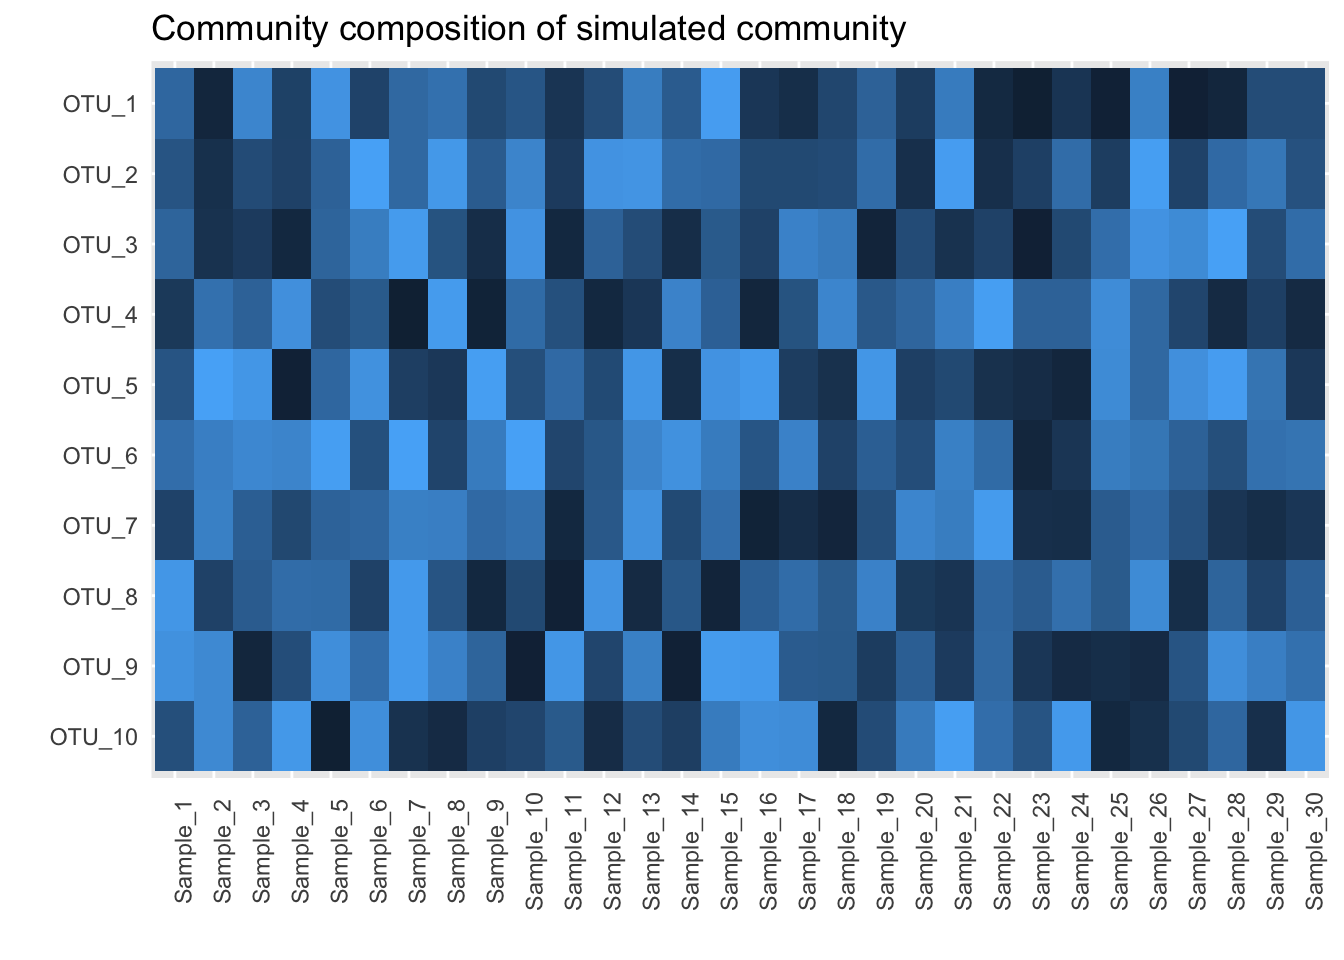 Community composition of simulated community
OTU_1
OTU_2
OTU_3
OTU_4
OTU_5
OTU_6
OTU_7
OTU_8
OTU_9
OTU_10
Sample_1
Sample_2
Sample_3
Sample_4
Sample_5
Sample_6
Sample_7
Sample_8
Sample_9
Sample_10
Sample_11
Sample_12
Sample_13
Sample_14
Sample_15
Sample_16
Sample_17
Sample_18
Sample_19
Sample_20
Sample_21
Sample_22
Sample_23
Sample_24
Sample_25
Sample_26
Sample_27
Sample_28
Sample_29
Sample_30